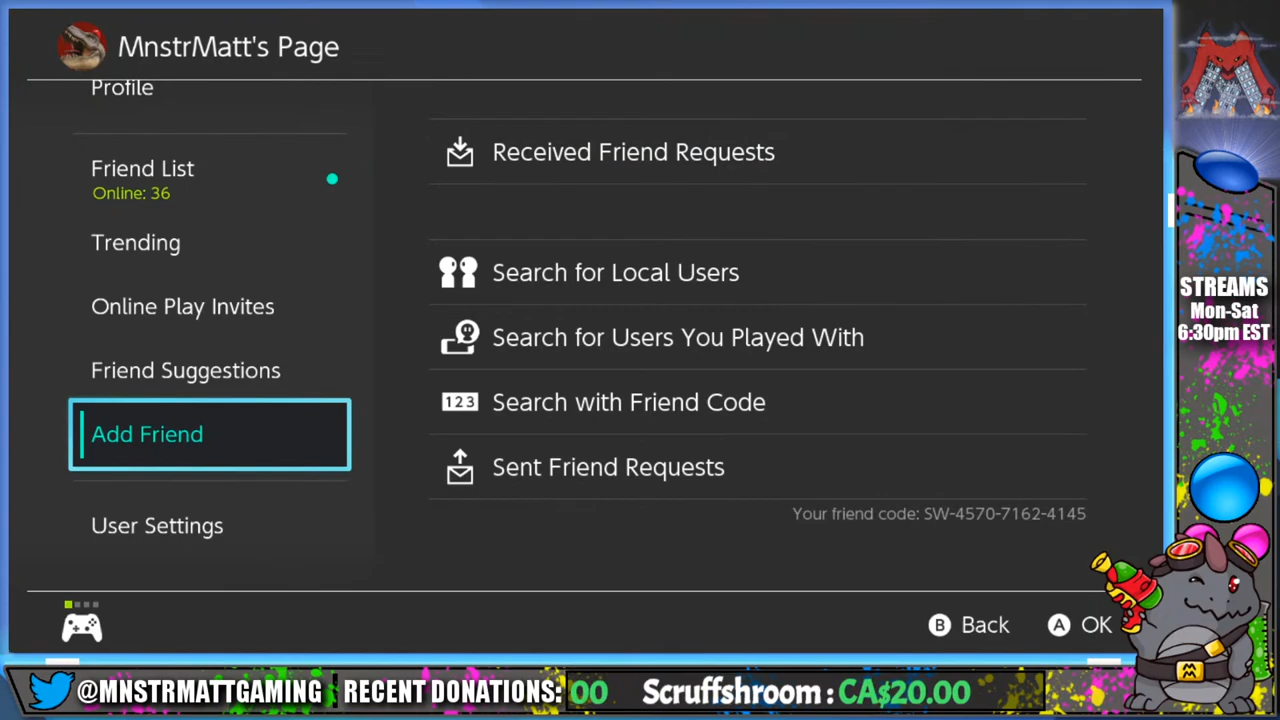 MnstrMatt's Page
Profile
Friend List
Online: 36
Trending
Online Play Invites
Friend Suggestions
Add Friend
User Settings
Received Friend Requests
Search for Local Users
Search for Users You Played With
123 Search with Friend Code
Sent Friend Requests
Your friend code: SW-4570-7162-4145
B Back A OK
STREAMS
Mon-Sat
6:30pm EST
M
@MNSTRMATTGAMING RECENT DONATIONS: 00 Scruffshroom : CA$20.00